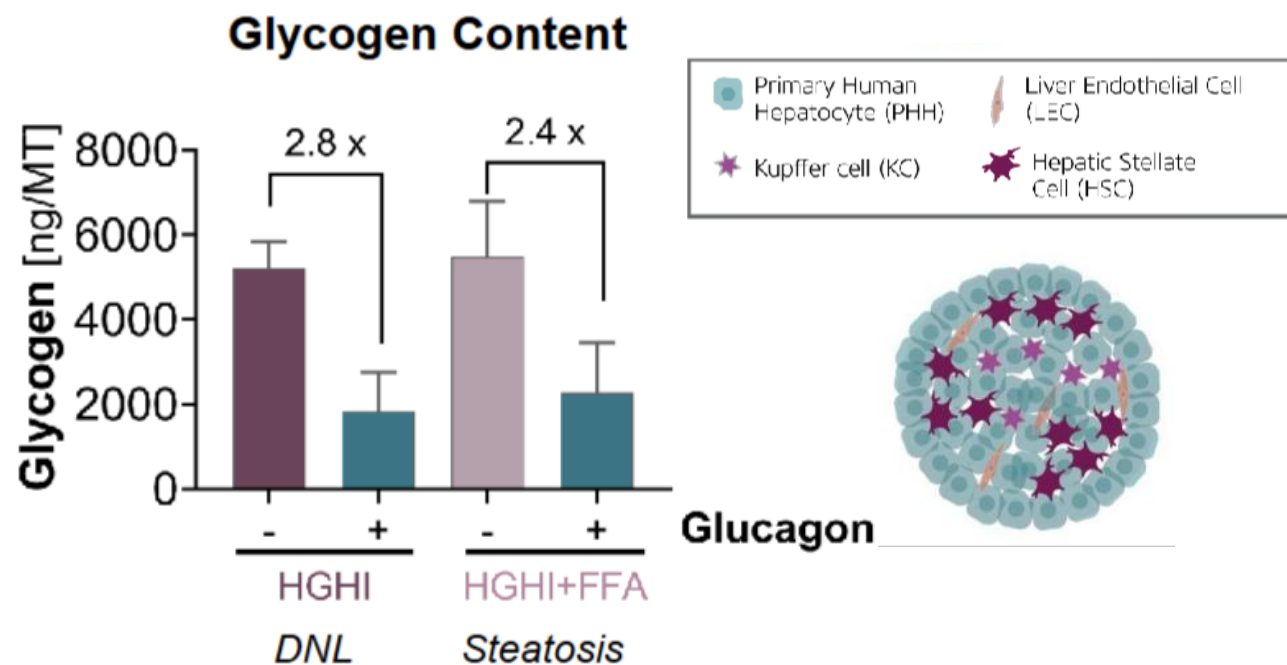 Glycogen Content
Glycogen [ng/MT]
8000
6000
4000
2000
0
2.8 x
2.4 x
- + - +
Glucagon
HGHI HGHI+FFA
DNL Steatosis
Primary Human
Hepatocyte (PHH)
Liver Endothelial Cell
(LEC)
Kupffer cell (KC)
Hepatic Stellate
Cell (HSC)